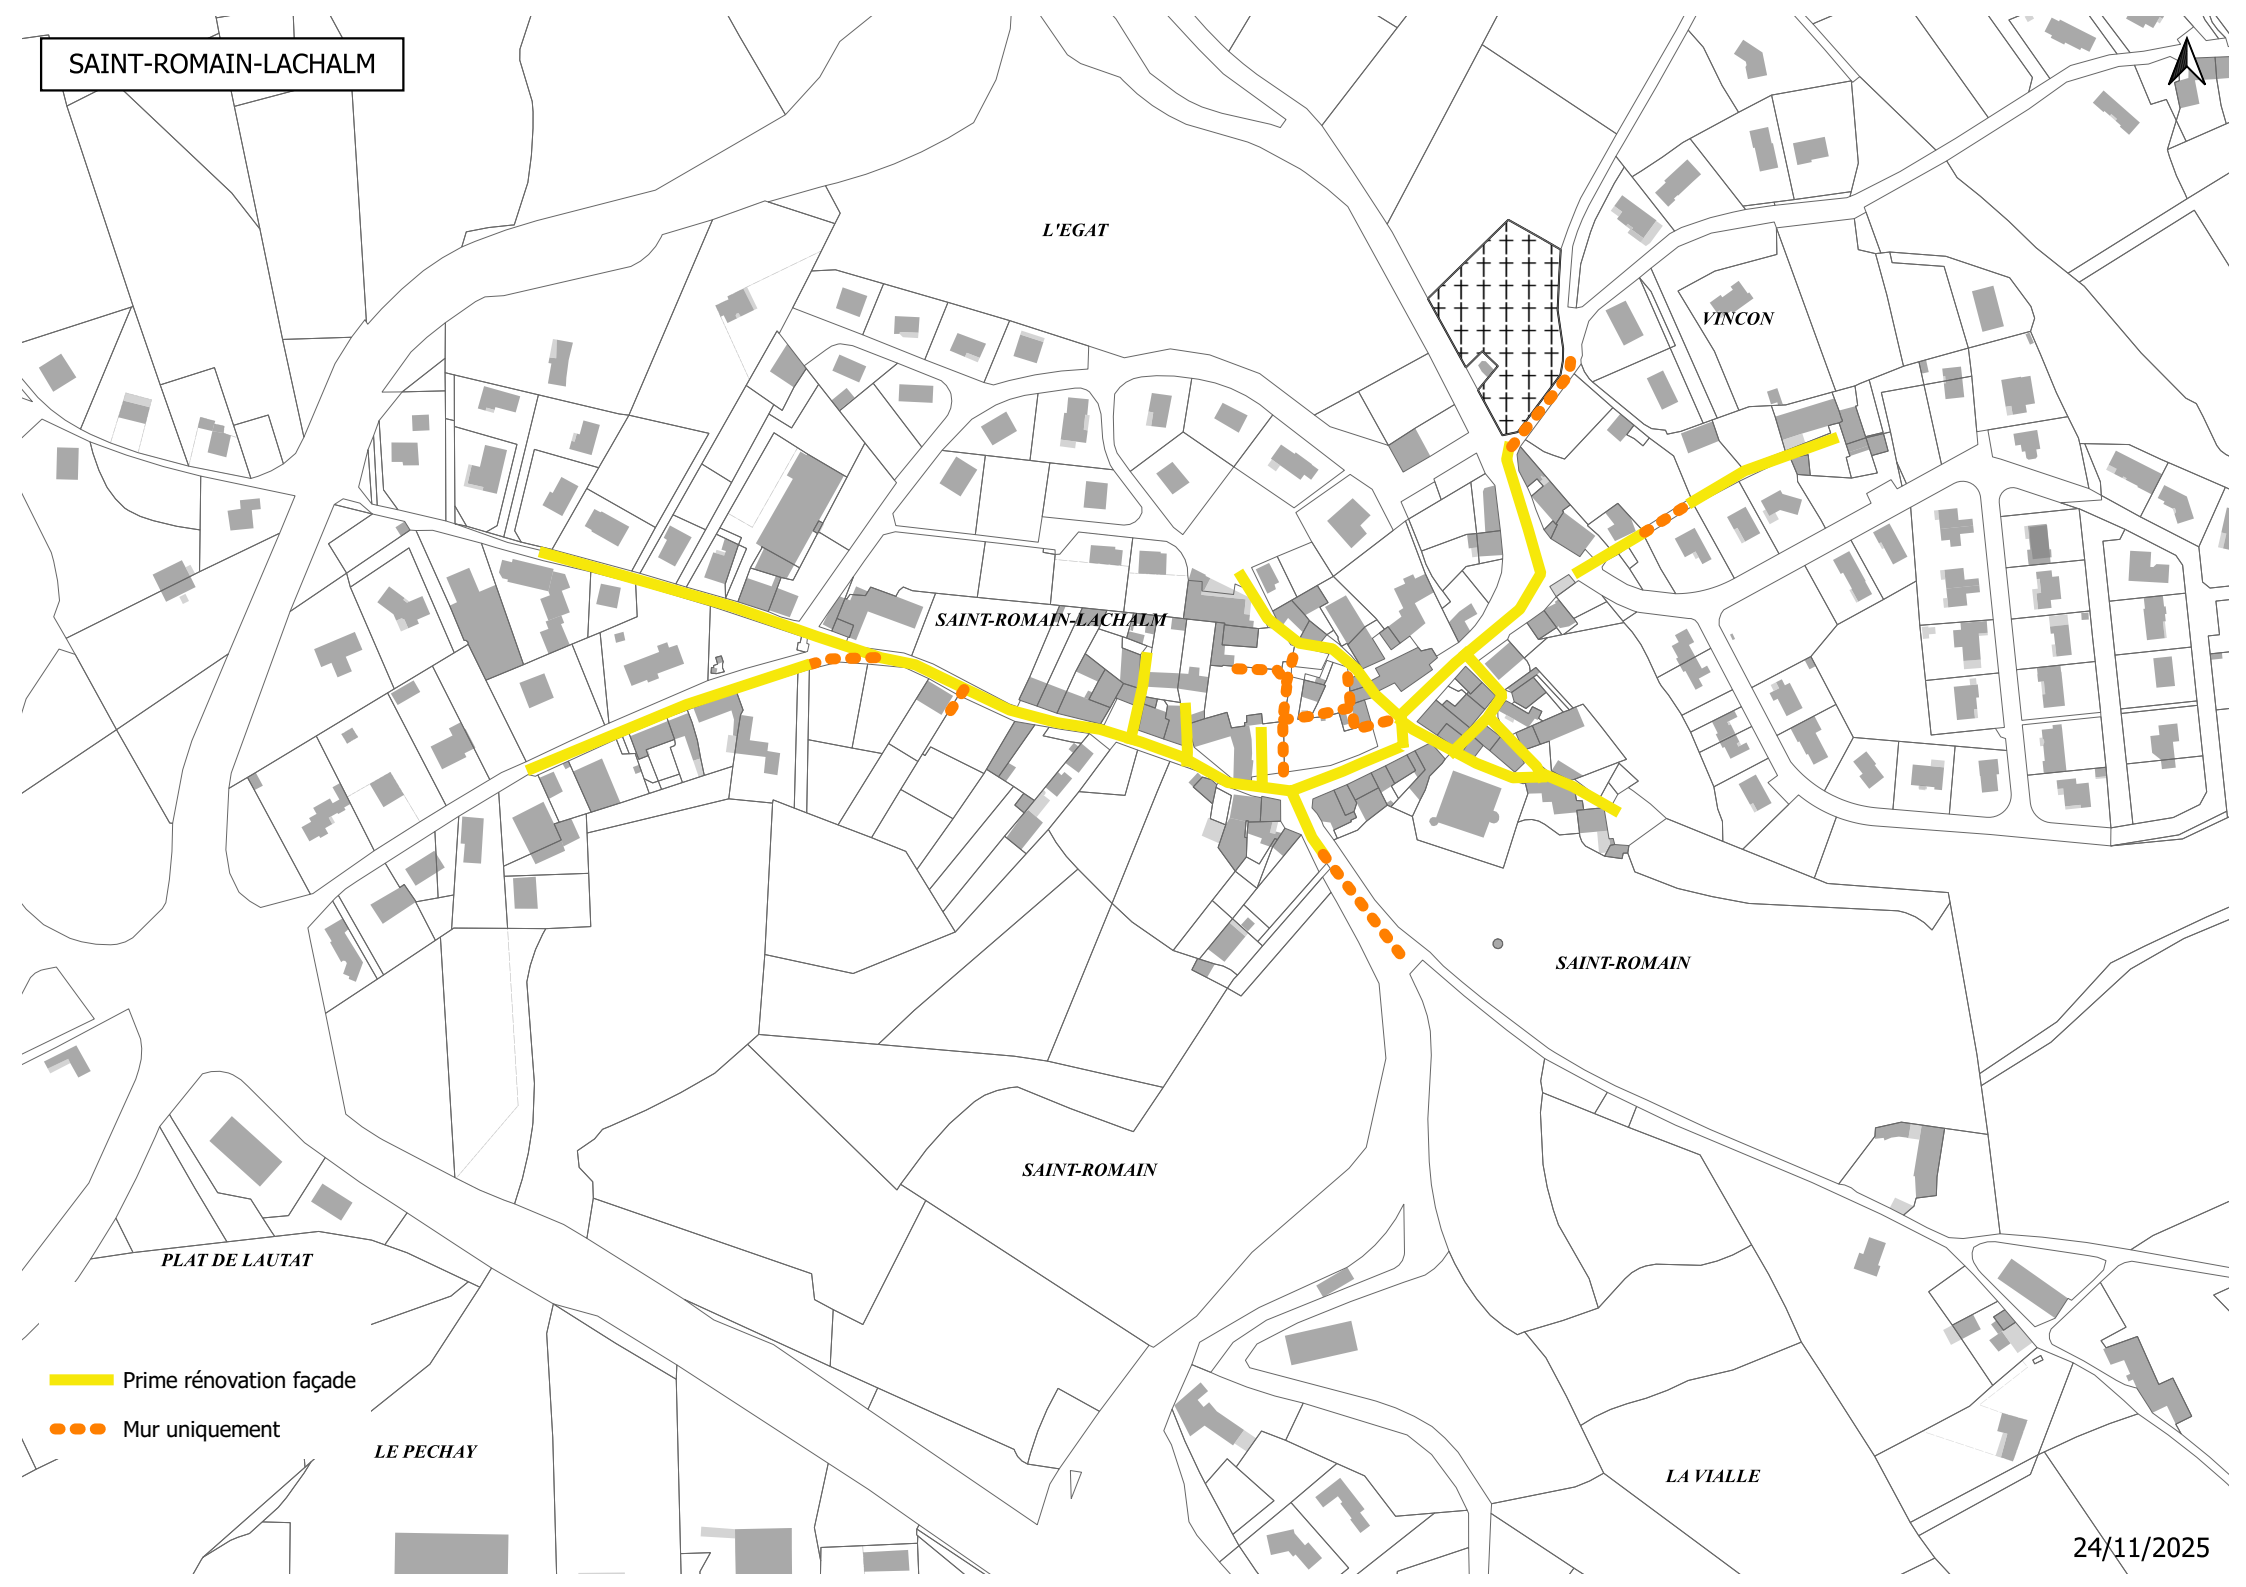 SAINT-ROMAIN-LACHALM
L'EGAT
VINCON
SAINT-ROMAIN-LACHALM
SAINT-ROMAIN
SAINT-ROMAIN
PLAT DE LAUTAT
Prime rénovation façade
Mur uniquement
LE PECHAY
LA VIALLE
24/11/2025